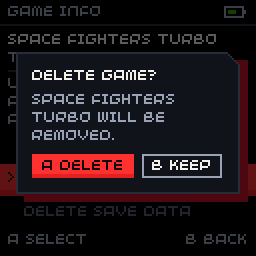 GAME INFO
SPACE FIGHTERS TURBO
DELETE GAME?
SPACE FIGHTERS
TURBO WILL BE
REMOVED.
A DELETE
B KEEP
DELETE SAVE DATA
A SELECT
B BACK